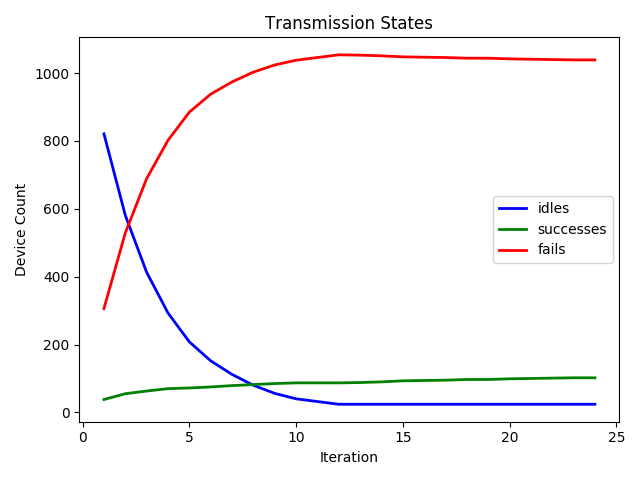 Transmission States
Device Count
1000
800
600
400
200
0
idles
successes
fails
0 5 10 15 20 25
Iteration